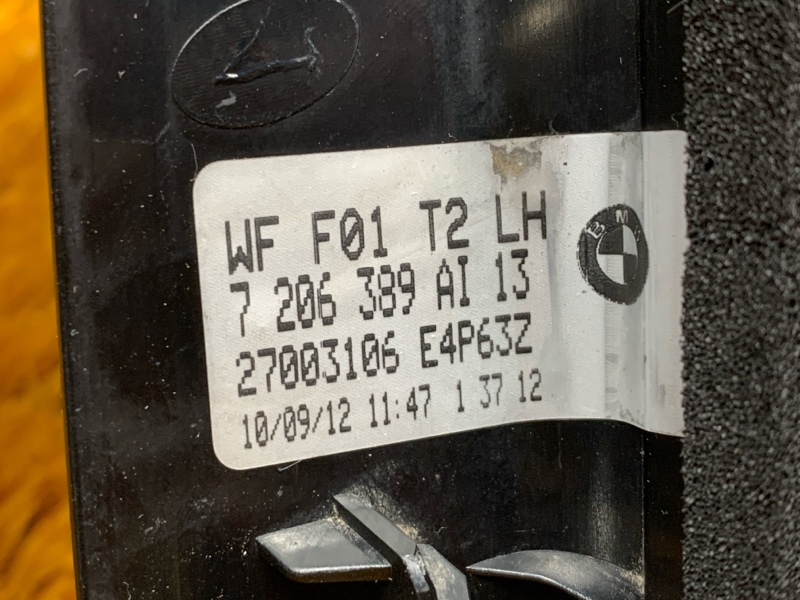 WF F01 T2 LH
7 206 389 AI 13
27003106 E4P63Z
10/09/12 11:47 1 37 12
BMW